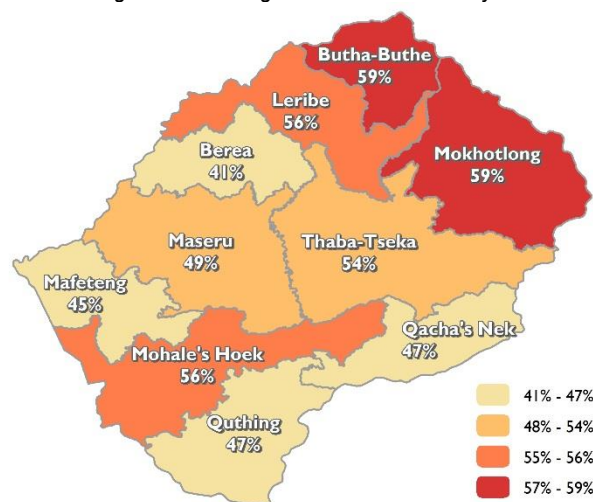 Butha-Buthe
59%
Leribe
56%
Mokhotlong
59%
Berea
41%
Maseru
49%
Thaba-Tseka
54%
Mafeteng
45%
Qacha's Nek
47%
Mohale's Hoek
56%
Quthing
47%
41% - 47%
48% - 54%
55% - 56%
57% - 59%